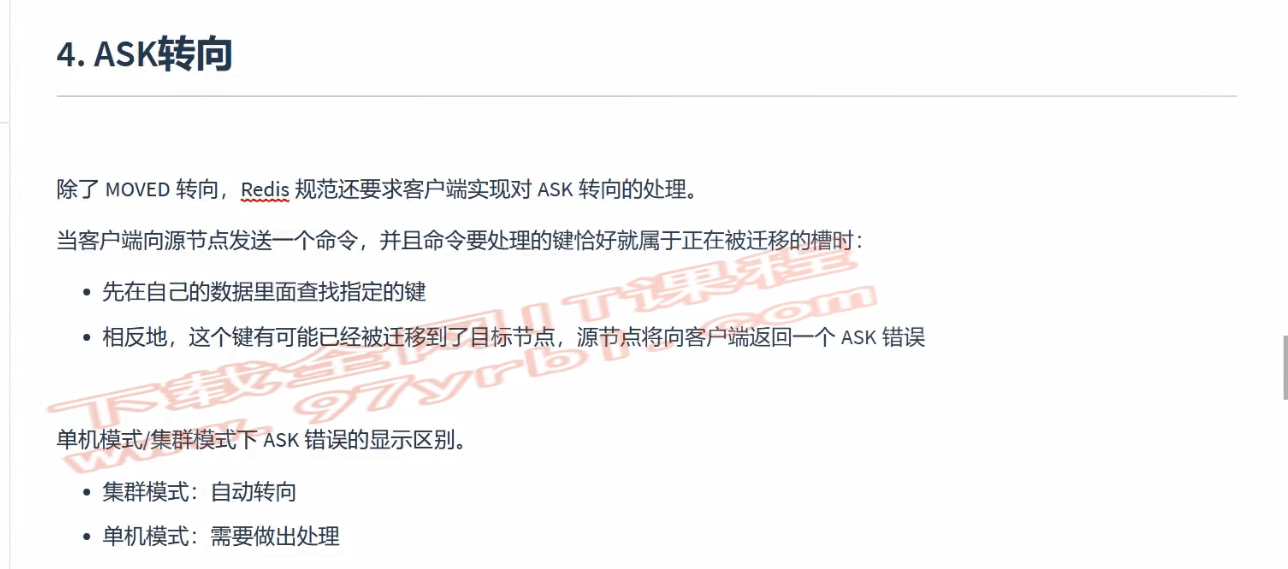 4. ASK转向
除了 MOVED 转向，Redis 规范还要求客户端实现对 ASK 转向的处理。
当客户端向源节点发送一个命令，并且命令要处理的键恰好就属于正在被迁移的槽时：
• 先在自己的数据里面查找指定的键
• 相反地，这个键有可能已经被迁移到了目标节点，源节点将向客户端返回一个 ASK 错误
下载全网IT课程
www.97yrbt.com
单机模式/集群模式下 ASK 错误的显示区别。
• 集群模式：自动转向
• 单机模式：需要做出处理